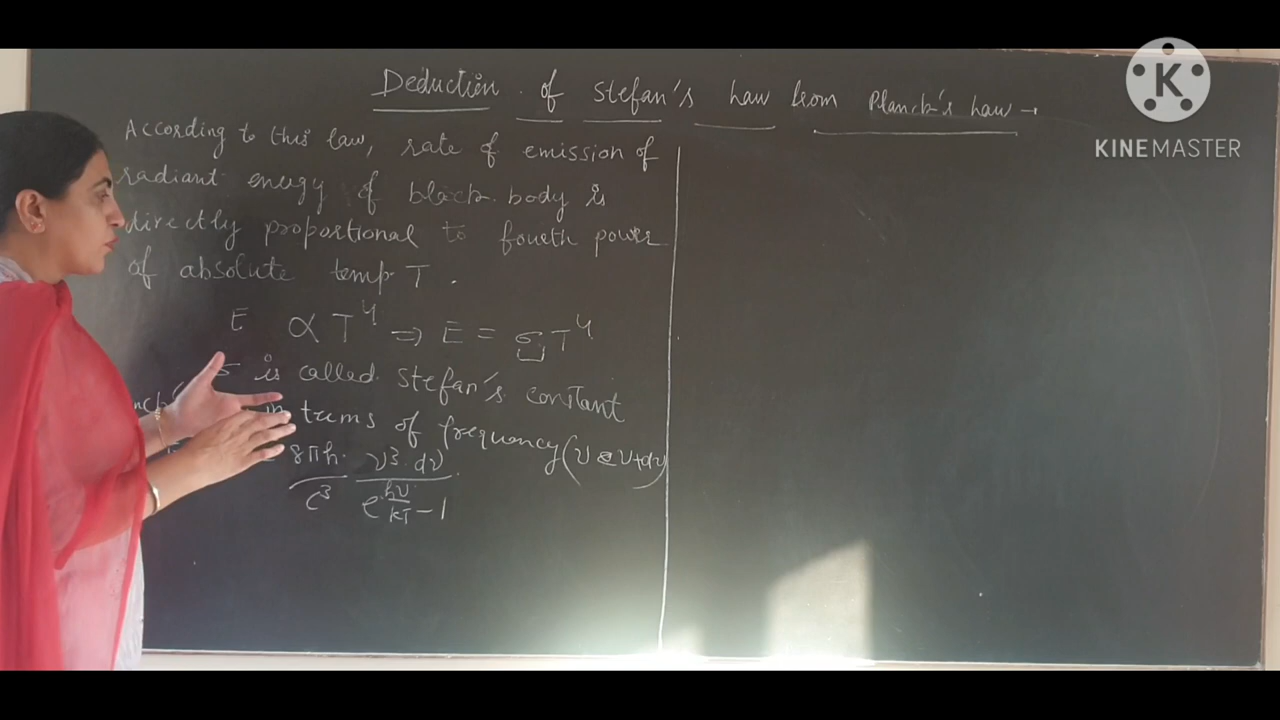 Deduction of Stefan's Law from Planck's Law →
According to this law, rate of emission of
radiant energy of black body is
directly proportional to fourth power
of absolute temp T.
E ∝ T⁴ ⇒ E = σT⁴
σ is called Stefan's constant
in terms of frequency (ν & ν+dν)
8πh/c³ · ν³ · dν/(e^(hν/kT) - 1)
KINEMASTER